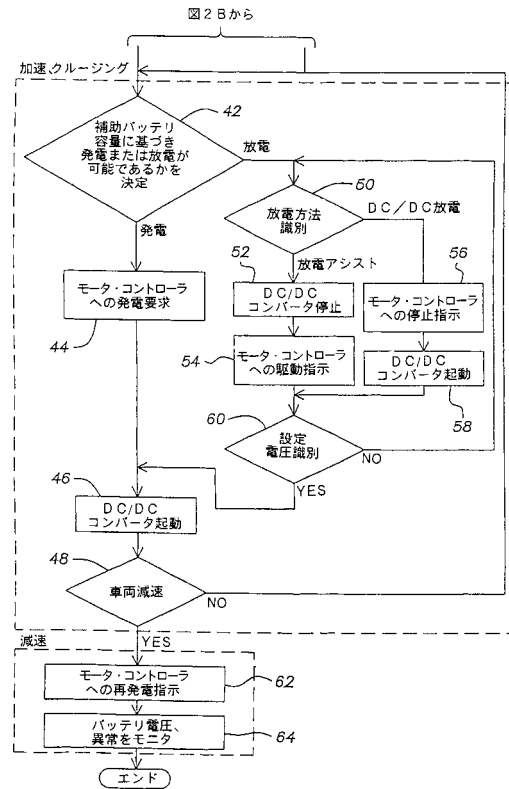 図2Bから
加速、クルージング
42
補助バッテリ
容量に基づき
発電または放電が
可能であるかを
決定
放電
発電
50
放電方法
識別
DC/DC放電
放電アシスト
モータ・コントローラ
への発電要求
44
52
DC/DC
コンバータ停止
56
モータ・コントローラ
への停止指示
54
モータ・コントローラ
への駆動指示
DC/DC
コンバータ起動
58
60
設定
電圧識別
NO
YES
46
DC/DC
コンバータ起動
48
車両減速
NO
YES
減速
モータ・コントローラ
への再発電指示
62
バッテリ電圧、
異常をモニタ
64
エンド